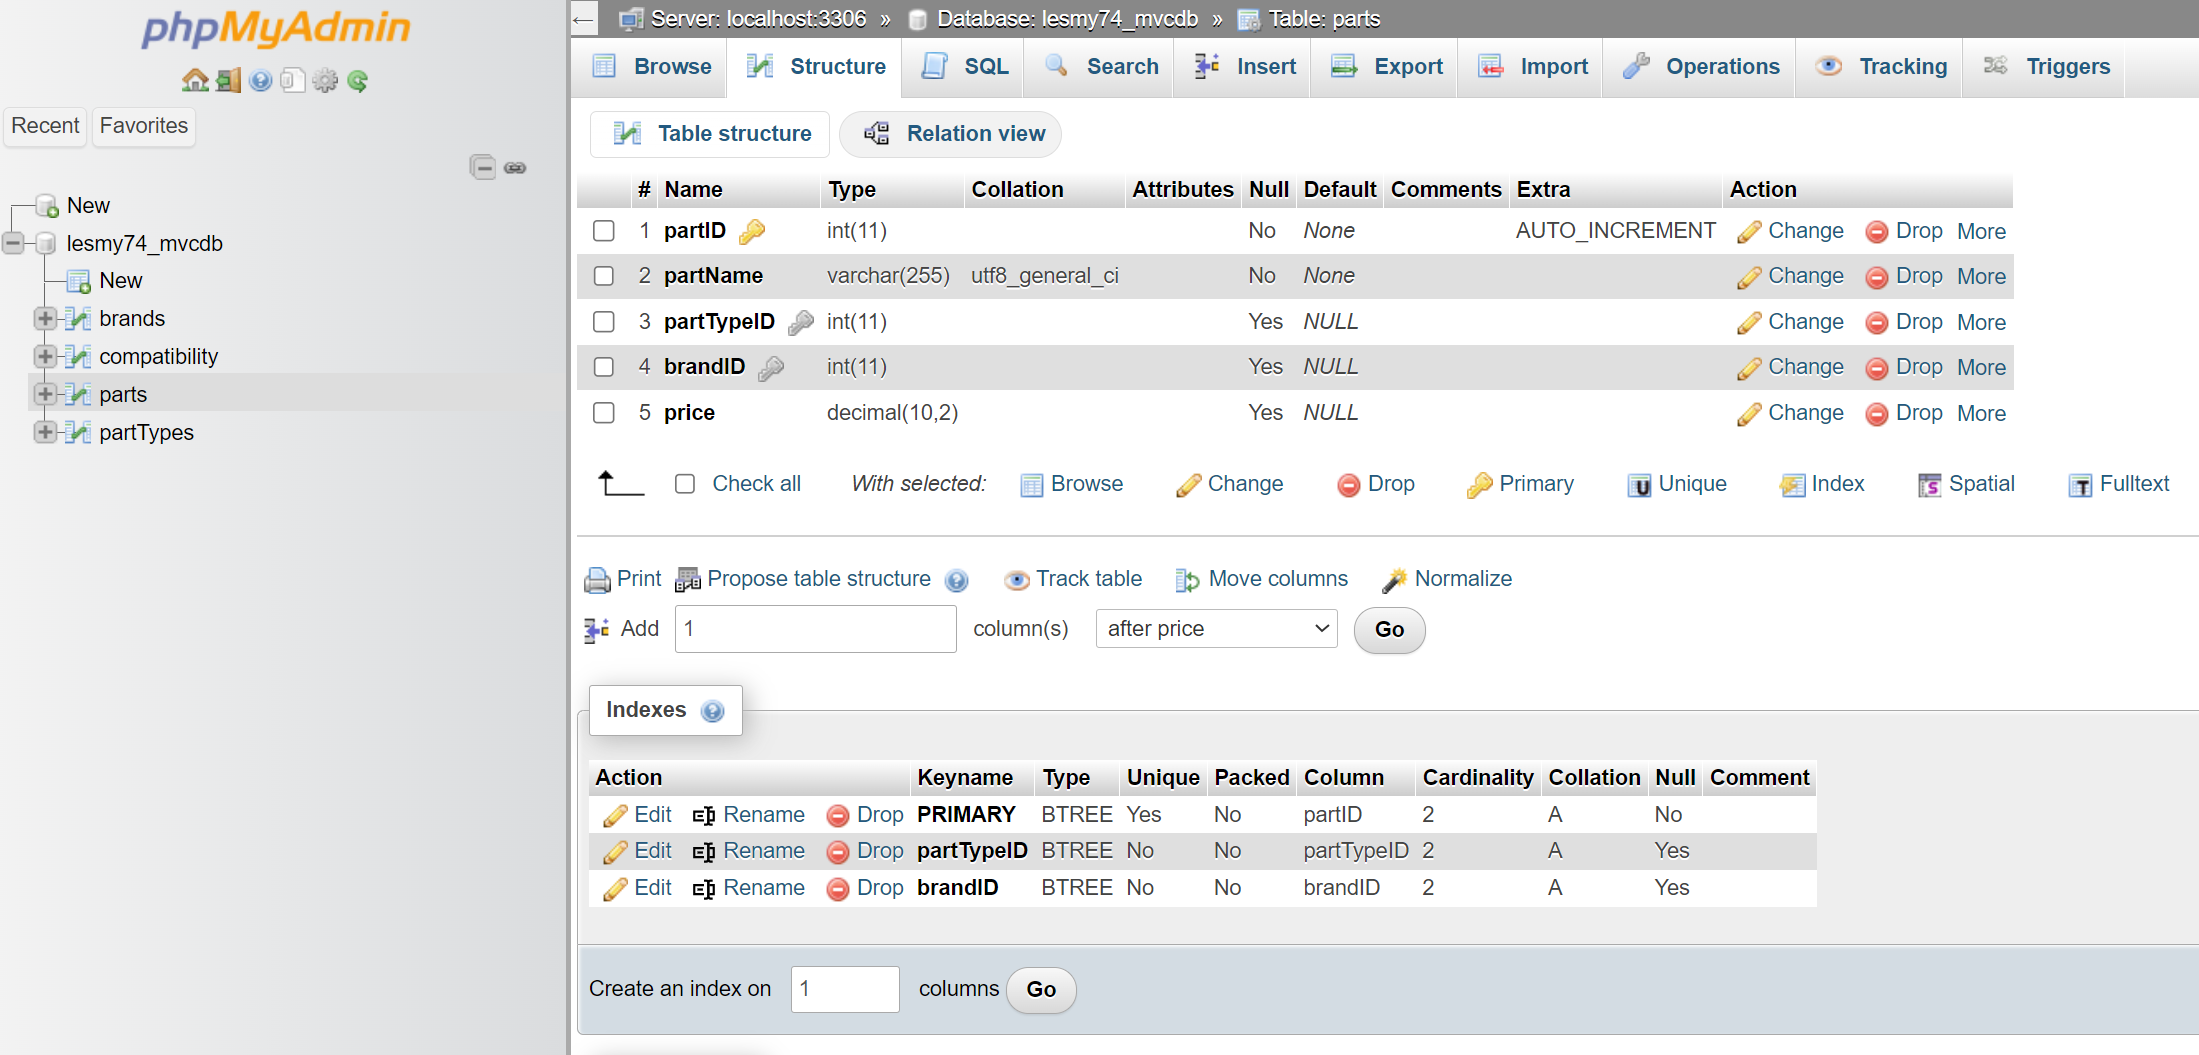 phpMyAdmin
Recent Favorites
New
lesmy74_mvcdb
New
brands
compatibility
parts
partTypes
← Server: localhost:3306 » Database: lesmy74_mvcdb » Table: parts
Browse Structure SQL Search Insert Export Import Operations Tracking Triggers
Table structure Relation view
# Name Type Collation Attributes Null Default Comments Extra Action
1 partID int(11) No None AUTO_INCREMENT Change Drop More
2 partName varchar(255) utf8_general_ci No None Change Drop More
3 partTypeID int(11) Yes NULL Change Drop More
4 brandID int(11) Yes NULL Change Drop More
5 price decimal(10,2) Yes NULL Change Drop More
Check all With selected: Browse Change Drop Primary Unique Index Spatial Fulltext
Print Propose table structure Track table Move columns Normalize
Add 1 column(s) after price Go
Indexes
Action Keyname Type Unique Packed Column Cardinality Collation Null Comment
Edit Rename Drop PRIMARY BTREE Yes No partID 2 A No
Edit Rename Drop partTypeID BTREE No No partTypeID 2 A Yes
Edit Rename Drop brandID BTREE No No brandID 2 A Yes
Create an index on 1 columns Go